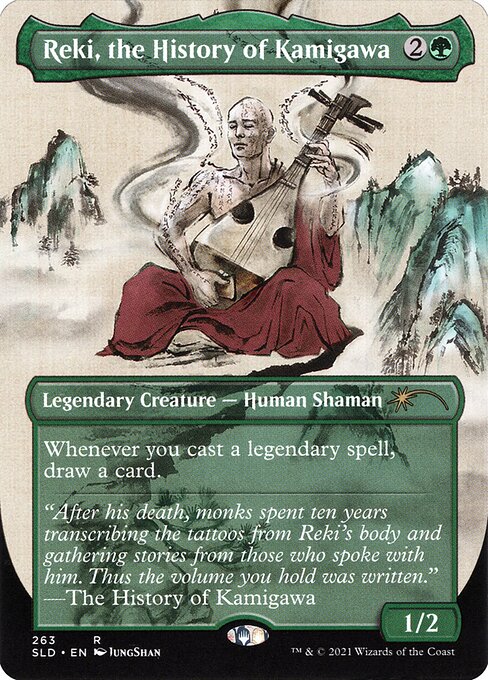 Reki, the History of Kamigawa 2
Legendary Creature — Human Shaman
Whenever you cast a legendary spell,
draw a card.
“After his death, monks spent ten years
transcribing the tattoos from Reki’s body and
gathering stories from those who spoke with
him. Thus the volume you hold was written.”
—The History of Kamigawa
1/2
263 R
SLD • EN JungShan
™ & © 2021 Wizards of the Coast